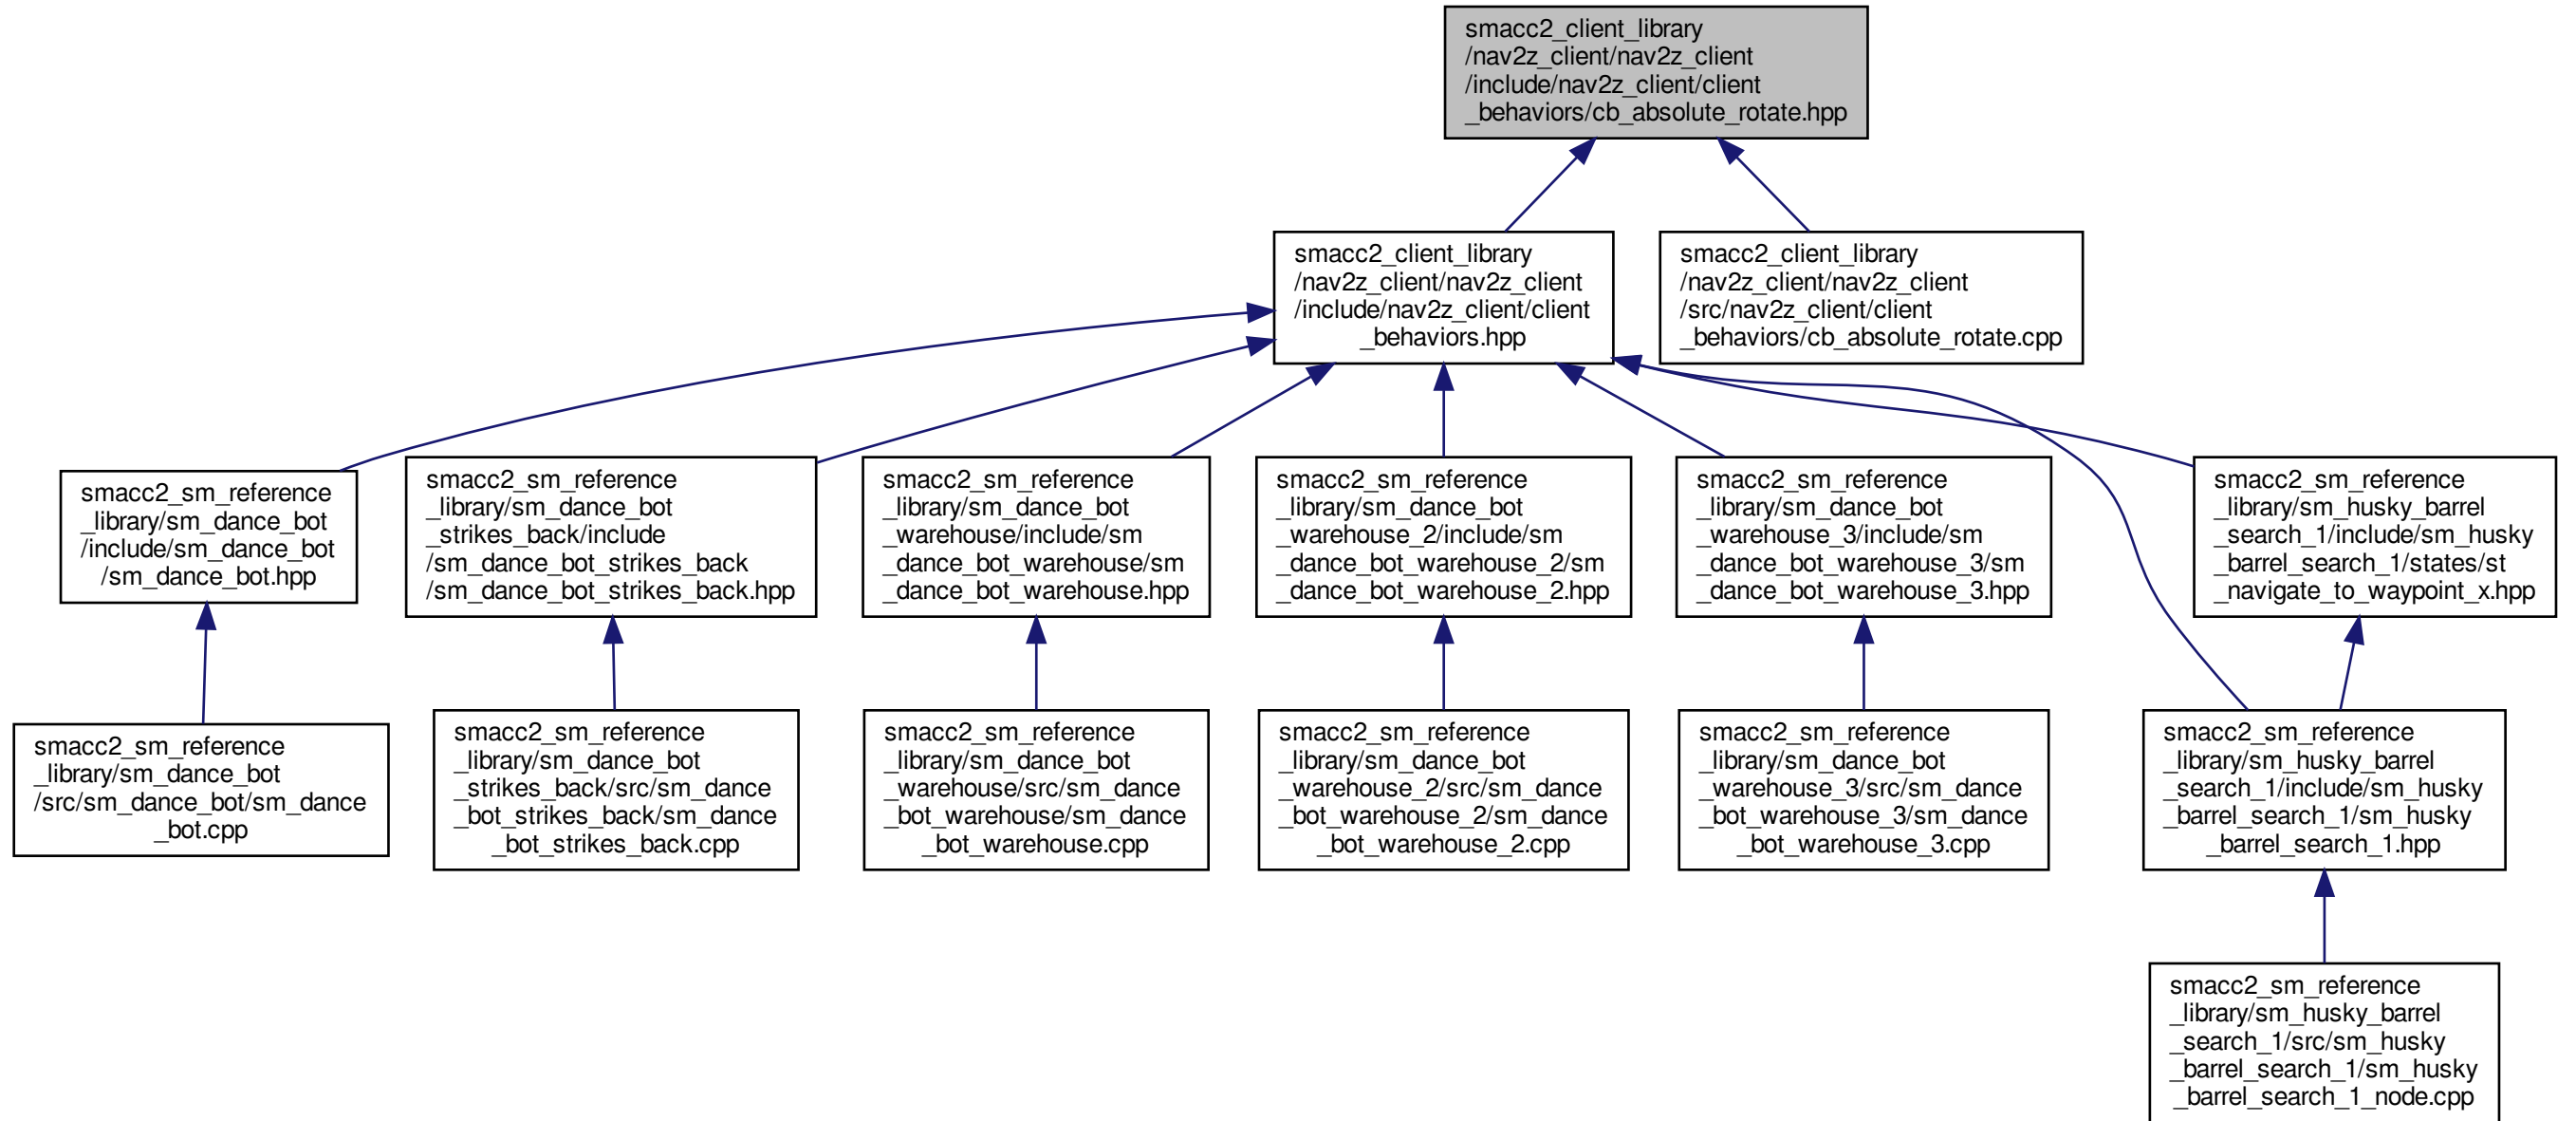 smacc2_client_library
/nav2z_client/nav2z_client
/include/nav2z_client/client
_behaviors/cb_absolute_rotate.hpp
smacc2_client_library
/nav2z_client/nav2z_client
/include/nav2z_client/client
_behaviors.hpp
smacc2_client_library
/nav2z_client/nav2z_client
/src/nav2z_client/client
_behaviors/cb_absolute_rotate.cpp
smacc2_sm_reference
_library/sm_dance_bot
/include/sm_dance_bot
/sm_dance_bot.hpp
smacc2_sm_reference
_library/sm_dance_bot
_strikes_back/include
/sm_dance_bot_strikes_back
/sm_dance_bot_strikes_back.hpp
smacc2_sm_reference
_library/sm_dance_bot
_warehouse/include/sm
_dance_bot_warehouse/sm
_dance_bot_warehouse.hpp
smacc2_sm_reference
_library/sm_dance_bot
_warehouse_2/include/sm
_dance_bot_warehouse_2/sm
_dance_bot_warehouse_2.hpp
smacc2_sm_reference
_library/sm_dance_bot
_warehouse_3/include/sm
_dance_bot_warehouse_3/sm
_dance_bot_warehouse_3.hpp
smacc2_sm_reference
_library/sm_husky_barrel
_search_1/include/sm_husky
_barrel_search_1/states/st
_navigate_to_waypoint_x.hpp
smacc2_sm_reference
_library/sm_dance_bot
/src/sm_dance_bot/sm_dance
_bot.cpp
smacc2_sm_reference
_library/sm_dance_bot
_strikes_back/src/sm_dance
_bot_strikes_back/sm_dance
_bot_strikes_back.cpp
smacc2_sm_reference
_library/sm_dance_bot
_warehouse/src/sm_dance
_bot_warehouse/sm_dance
_bot_warehouse.cpp
smacc2_sm_reference
_library/sm_dance_bot
_warehouse_2/src/sm_dance
_bot_warehouse_2/sm_dance
_bot_warehouse_2.cpp
smacc2_sm_reference
_library/sm_dance_bot
_warehouse_3/src/sm_dance
_bot_warehouse_3/sm_dance
_bot_warehouse_3.cpp
smacc2_sm_reference
_library/sm_husky_barrel
_search_1/include/sm_husky
_barrel_search_1/sm_husky
_barrel_search_1.hpp
smacc2_sm_reference
_library/sm_husky_barrel
_search_1/src/sm_husky
_barrel_search_1/sm_husky
_barrel_search_1_node.cpp